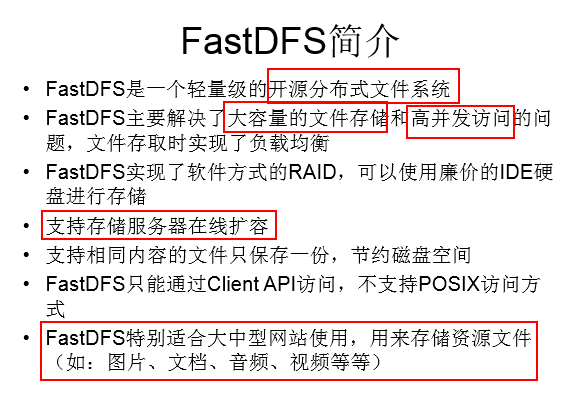 FastDFS简介
• FastDFS是一个轻量级的开源分布式文件系统
• FastDFS主要解决了大容量的文件存储和高并发访问的问
题，文件存取时实现了负载均衡
• FastDFS实现了软件方式的RAID，可以使用廉价的IDE硬
盘进行存储
• 支持存储服务器在线扩容
• 支持相同内容的文件只保存一份，节约磁盘空间
• FastDFS只能通过Client API访问，不支持POSIX访问方
式
• FastDFS特别适合大中型网站使用，用来存储资源文件
（如：图片、文档、音频、视频等等）